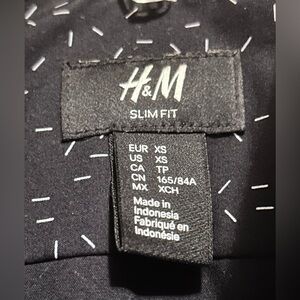 H&M
SLIM FIT
EUR XS
US XS
CA TP
CN 165/84A
MX XCH
Made in
Indonesia
Fabriqué en
Indonésie